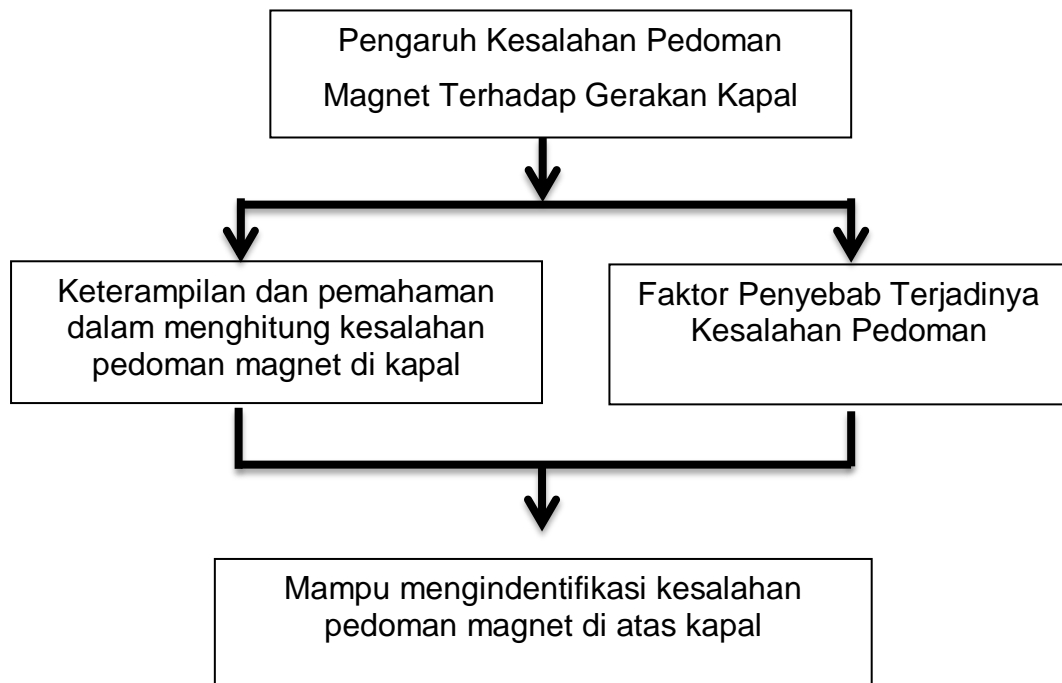 Pengaruh Kesalahan Pedoman
Magnet Terhadap Gerakan Kapal
Keterampilan dan pemahaman
dalam menghitung kesalahan
pedoman magnet di kapal
Faktor Penyebab Terjadinya
Kesalahan Pedoman
Mampu mengindentifikasi kesalahan
pedoman magnet di atas kapal